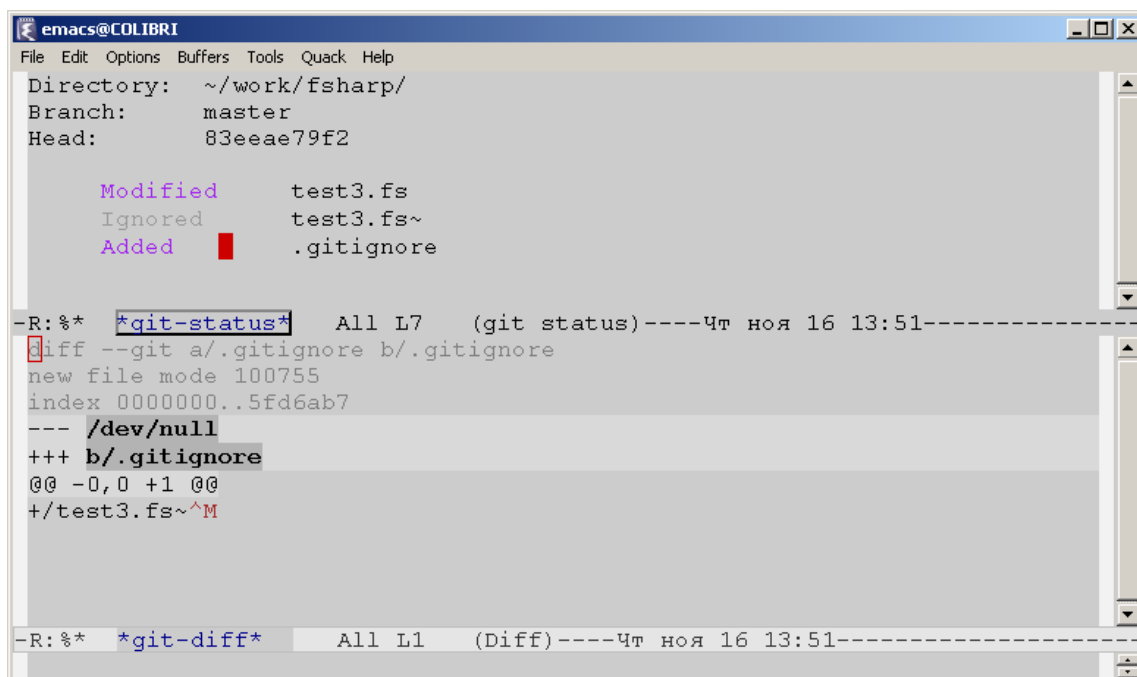 emacs@COLIBRI
File Edit Options Buffers Tools Quack Help
Directory: ~/work/fsharp/
Branch: master
Head: 83eeae79f2
Modified test3.fs
Ignored test3.fs~
Added .gitignore
-R:%* *git-status* All L7 (git status)----Чт ноя 16 13:51---------------
diff --git a/.gitignore b/.gitignore
new file mode 100755
index 0000000..5fd6ab7
--- /dev/null
+++ b/.gitignore
@@ -0,0 +1 @@
+/test3.fs~^M
-R:%* *git-diff* All L1 (Diff)----Чт ноя 16 13:51---------------------